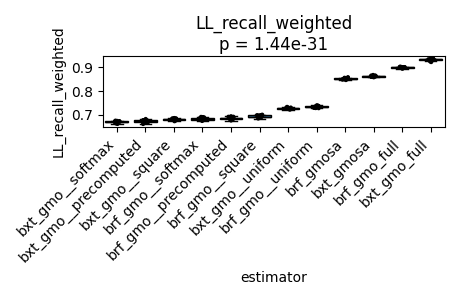 LL_recall_weighted
p = 1.44e-31
LL_recall_weighted
0.9
0.8
0.7
bxt_gmo__softmax
bxt_gmo__precomputed
bxt_gmo__square
brf_gmo__softmax
brf_gmo__precomputed
brf_gmo__square
bxt_gmo__uniform
brf_gmo__uniform
brf_gmosa
bxt_gmosa
brf_gmo_full
bxt_gmo_full
estimator